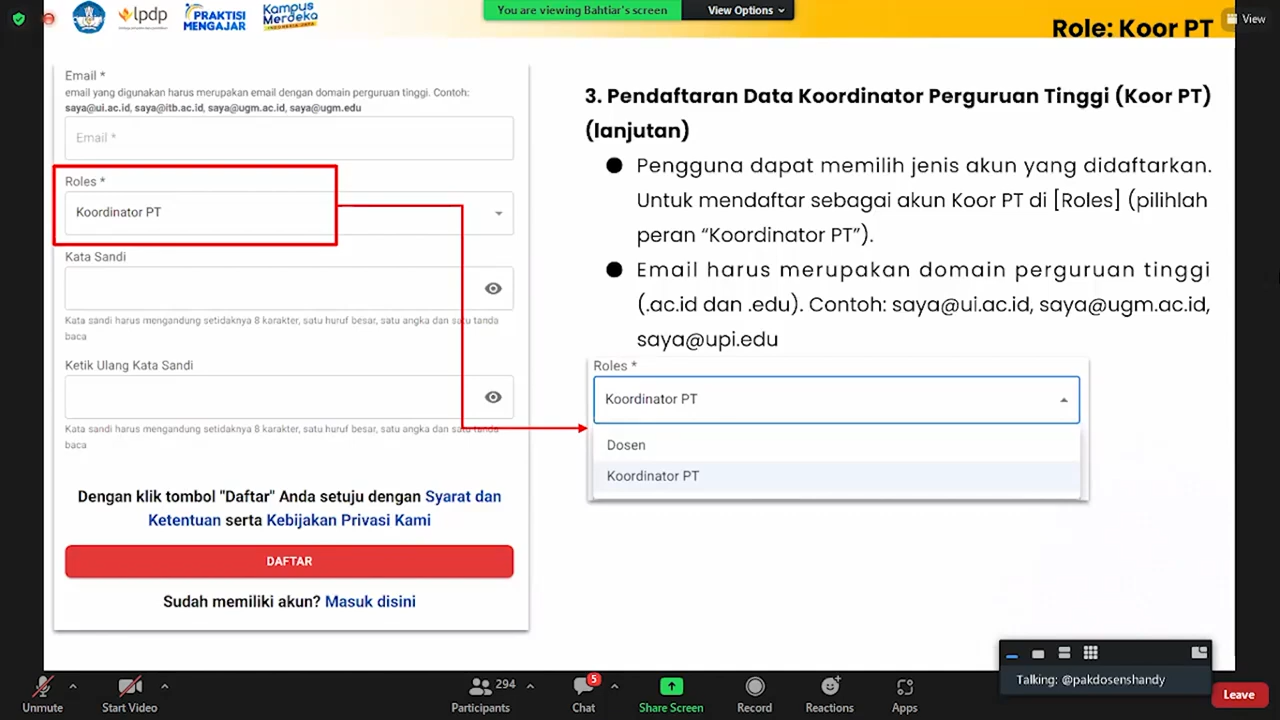 lpdp
PRAKTISI
MENGAJAR
Kampus
Merdeka
INDONESIA JAYA
You are viewing Bahtiar's screen
View Options
Role: Koor PT
View
Email *
email yang digunakan harus merupakan email dengan domain perguruan tinggi. Contoh:
saya@ui.ac.id, saya@itb.ac.id, saya@ugm.ac.id, saya@ugm.edu
Email *
Roles *
Koordinator PT
Kata Sandi
Kata sandi harus mengandung setidaknya 8 karakter, satu huruf besar, satu angka dan satu tanda
baca
Ketik Ulang Kata Sandi
Kata sandi harus mengandung setidaknya 8 karakter, satu huruf besar, satu angka dan satu tanda
baca
Dengan klik tombol "Daftar" Anda setuju dengan Syarat dan
Ketentuan serta Kebijakan Privasi Kami
DAFTAR
Sudah memiliki akun? Masuk disini
3. Pendaftaran Data Koordinator Perguruan Tinggi (Koor PT)
(lanjutan)
● Pengguna dapat memilih jenis akun yang didaftarkan.
Untuk mendaftar sebagai akun Koor PT di [Roles] (pilihlah
peran “Koordinator PT”).
● Email harus merupakan domain perguruan tinggi
(.ac.id dan .edu). Contoh: saya@ui.ac.id, saya@ugm.ac.id,
saya@upi.edu
Roles *
Koordinator PT
Dosen
Koordinator PT
Talking: @pakdosenshandy
Unmute
Start Video
294
Participants
5
Chat
Share Screen
Record
Reactions
Apps
Leave